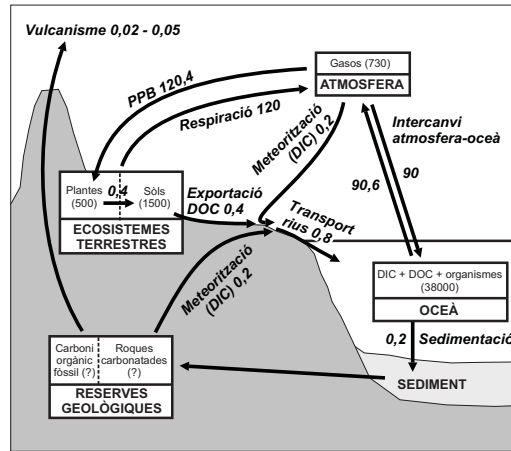 Vulcanisme 0,02 - 0,05
Gasos (730)
ATMOSFERA
PPB 120,4
Respiració 120
Meteorització
(DIC) 0,2
Intercanvi
atmosfera-oceà
90,6
90
Plantes
(500)
0,4
Sòls
(1500)
ECOSISTEMES
TERRESTRES
Exportació
DOC 0,4
Transport
rius 0,8
Meteorització
(DIC) 0,2
DIC + DOC + organismes
(38000)
OCEÀ
0,2 Sedimentació
SEDIMENT
Carboni
orgànic
fòssil (?)
Roques
carbonatades
(?)
RESERVES
GEOLÒGIQUES